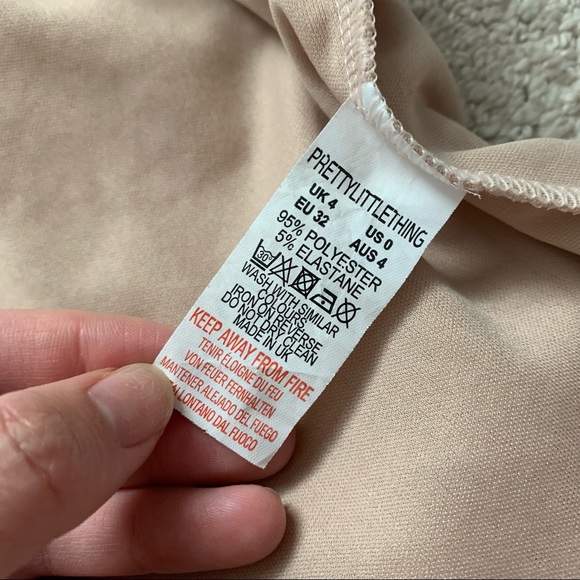 PRETTYLITTLETHING
UK 4 US 0
EU 32 AUS 4
95% POLYESTER
5% ELASTANE
30°
WASH WITH SIMILAR
COLOURS
IRON ON REVERSE
DO NOT DRY CLEAN
MADE IN UK
KEEP AWAY FROM FIRE
TENIR ÉLOIGNE DU FEU
VON FEUER FERNHALTEN
MANTENER ALEJADO DEL FUEGO
LONTANO DAL FUOCO